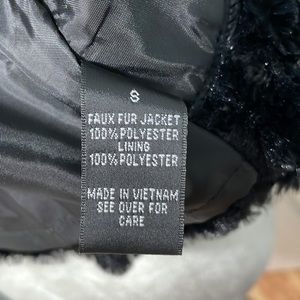 S
FAUX FUR JACKET
100% POLYESTER
LINING
100% POLYESTER
MADE IN VIETNAM
SEE OVER FOR
CARE